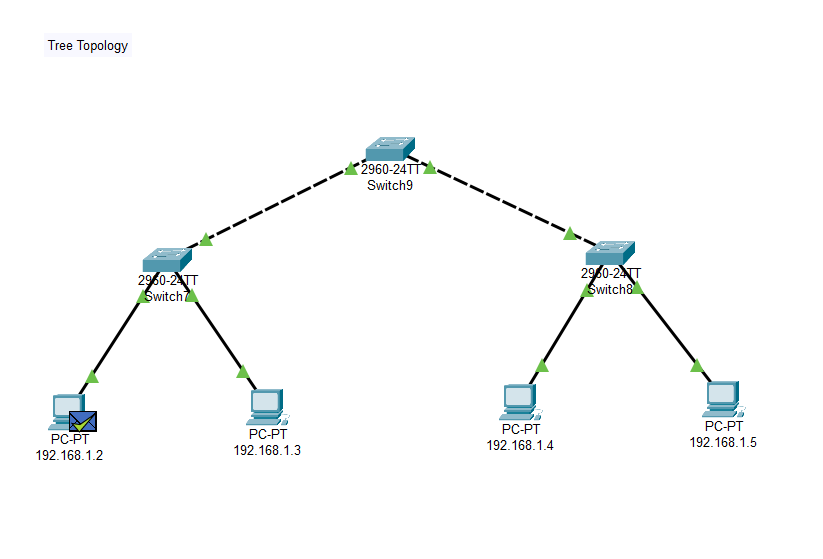 Tree Topology
2960-24TT
Switch9
2960-24TT
Switch7
2960-24TT
Switch8
PC-PT
192.168.1.2
PC-PT
192.168.1.3
PC-PT
192.168.1.4
PC-PT
192.168.1.5